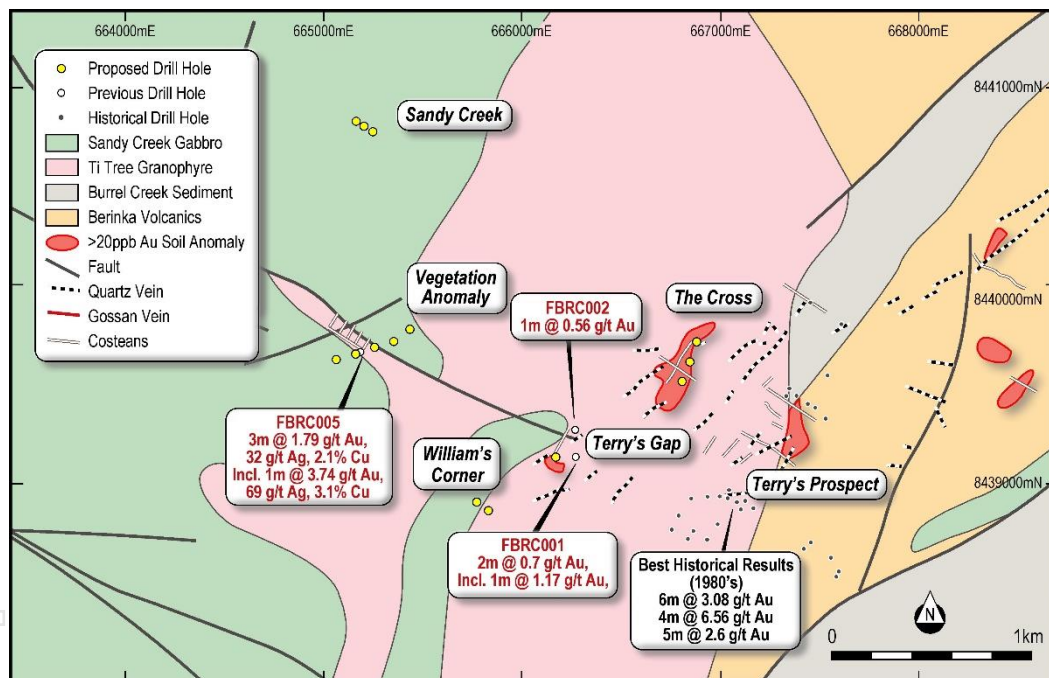 664000mE
665000mE
666000mE
667000mE
668000mE
Proposed Drill Hole
Previous Drill Hole
Historical Drill Hole
Sandy Creek Gabbro
Ti Tree Granophyre
Burrel Creek Sediment
Berinka Volcanics
>20ppb Au Soil Anomaly
Fault
Quartz Vein
Gossan Vein
Costeans
8441000mN
Sandy Creek
Vegetation
Anomaly
FBRC002
1m @ 0.56 g/t Au
The Cross
8440000mN
FBRC005
3m @ 1.79 g/t Au,
32 g/t Ag, 2.1% Cu
Incl. 1m @ 3.74 g/t Au,
69 g/t Ag, 3.1% Cu
William's
Corner
Terry's Gap
Terry's Prospect
8439000mN
FBRC001
2m @ 0.7 g/t Au,
Incl. 1m @ 1.17 g/t Au,
Best Historical Results
(1980's)
6m @ 3.08 g/t Au
4m @ 6.56 g/t Au
5m @ 2.6 g/t Au
N
0
1km